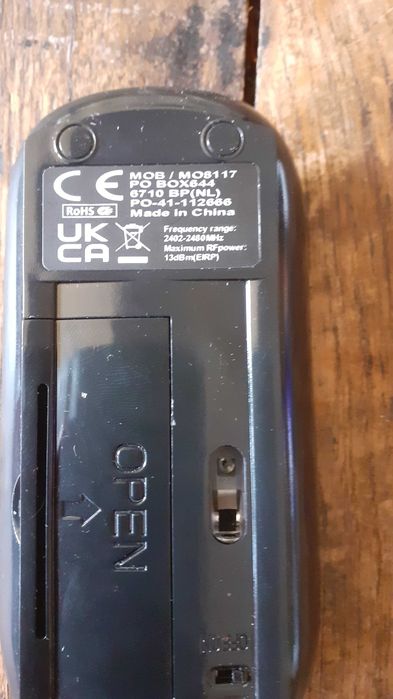 CE
MOB / MO8117
PO BOX644
6710 BP(NL)
PO-41-112666
Made in China
RoHS
UK
CA
Frequency range:
2402-2480MHz
Maximum RFpower:
13dBm(EIRP)
OPEN